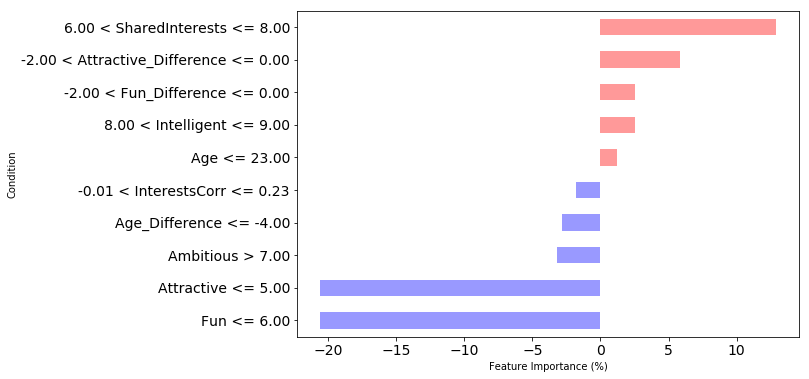 6.00 < SharedInterests <= 8.00
-2.00 < Attractive_Difference <= 0.00
-2.00 < Fun_Difference <= 0.00
8.00 < Intelligent <= 9.00
Age <= 23.00
-0.01 < InterestsCorr <= 0.23
Age_Difference <= -4.00
Ambitious > 7.00
Attractive <= 5.00
Fun <= 6.00
Condition
−20 −15 −10 −5 0 5 10
Feature Importance (%)